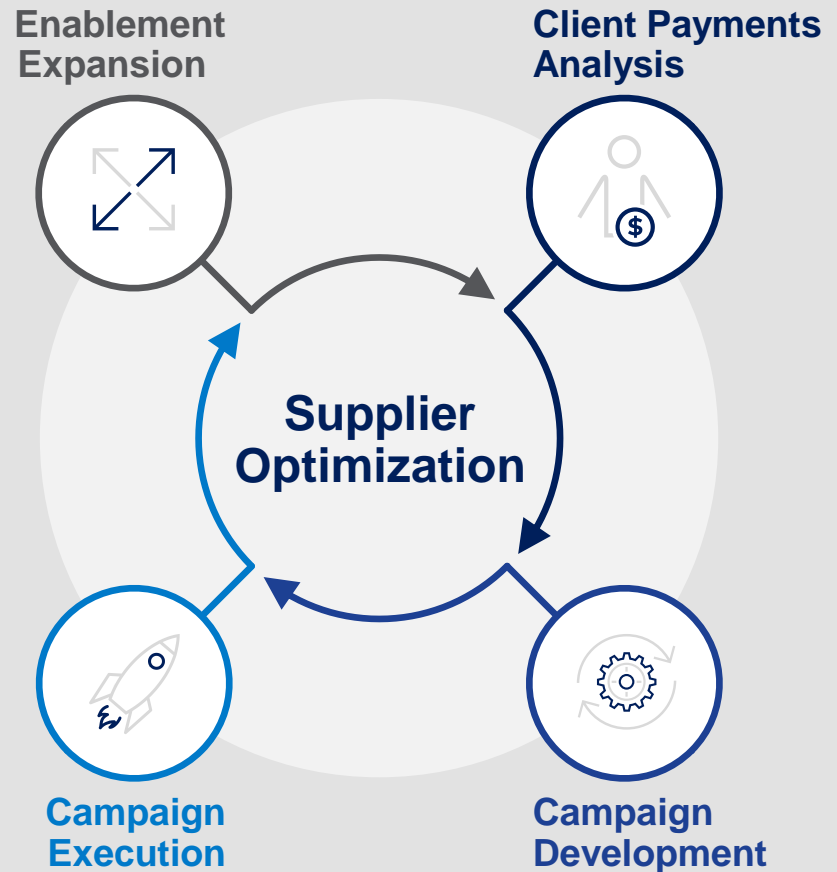 Enablement
Expansion
Client Payments
Analysis
$
Supplier
Optimization
Campaign
Execution
Campaign
Development